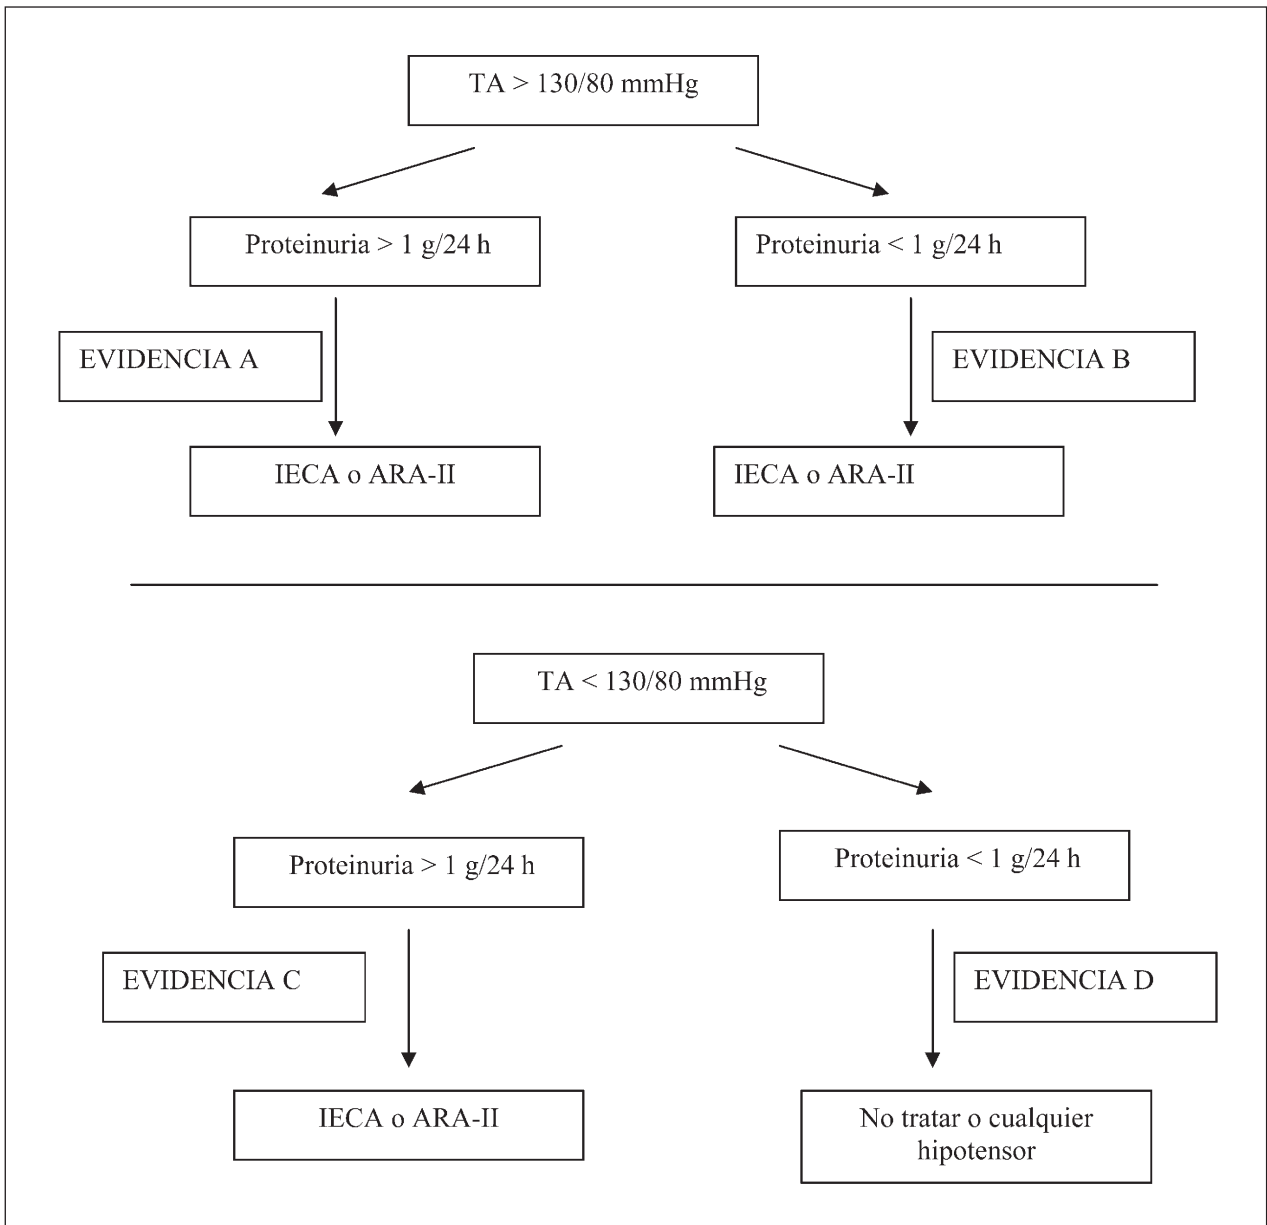 TA > 130/80 mmHg
Proteinuria > 1 g/24 h
Proteinuria < 1 g/24 h
EVIDENCIA A
EVIDENCIA B
IECA o ARA-II
IECA o ARA-II
TA < 130/80 mmHg
Proteinuria > 1 g/24 h
Proteinuria < 1 g/24 h
EVIDENCIA C
EVIDENCIA D
IECA o ARA-II
No tratar o cualquier
hipotensor